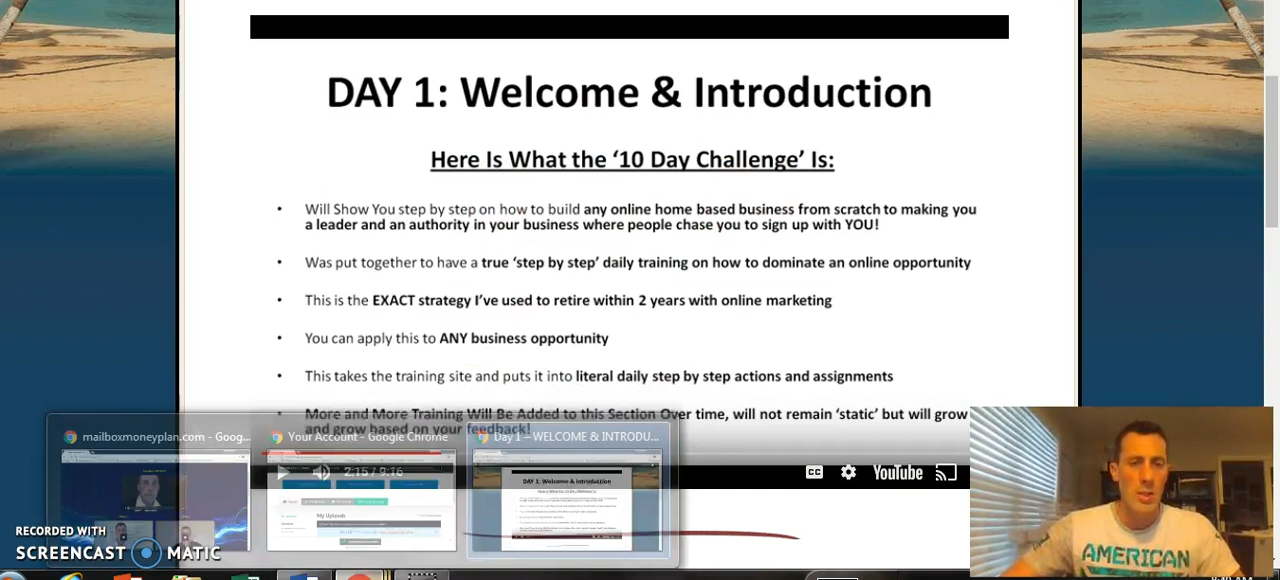 DAY 1: Welcome & Introduction
Here Is What the ‘10 Day Challenge’ Is:
• Will Show You step by step on how to build any online home based business from scratch to making you
a leader and an authority in your business where people chase you to sign up with YOU!
• Was put together to have a true ‘step by step’ daily training on how to dominate an online opportunity
• This is the EXACT strategy I’ve used to retire within 2 years with online marketing
• You can apply this to ANY business opportunity
• This takes the training site and puts it into literal daily step by step actions and assignments
• More and More Training Will Be Added to this Section Over time, will not remain ‘static’ but will grow
and grow based on your feedback!
mailboxmoneyplan.com - Goog...
Your Account - Google Chrome
Day 1 – WELCOME & INTRODU...
2:15 / 9:16
CC
YouTube
DAY 1: Welcome & Introduction
My Uploads
RECORDED WITH
SCREENCAST MATIC
AMERICAN